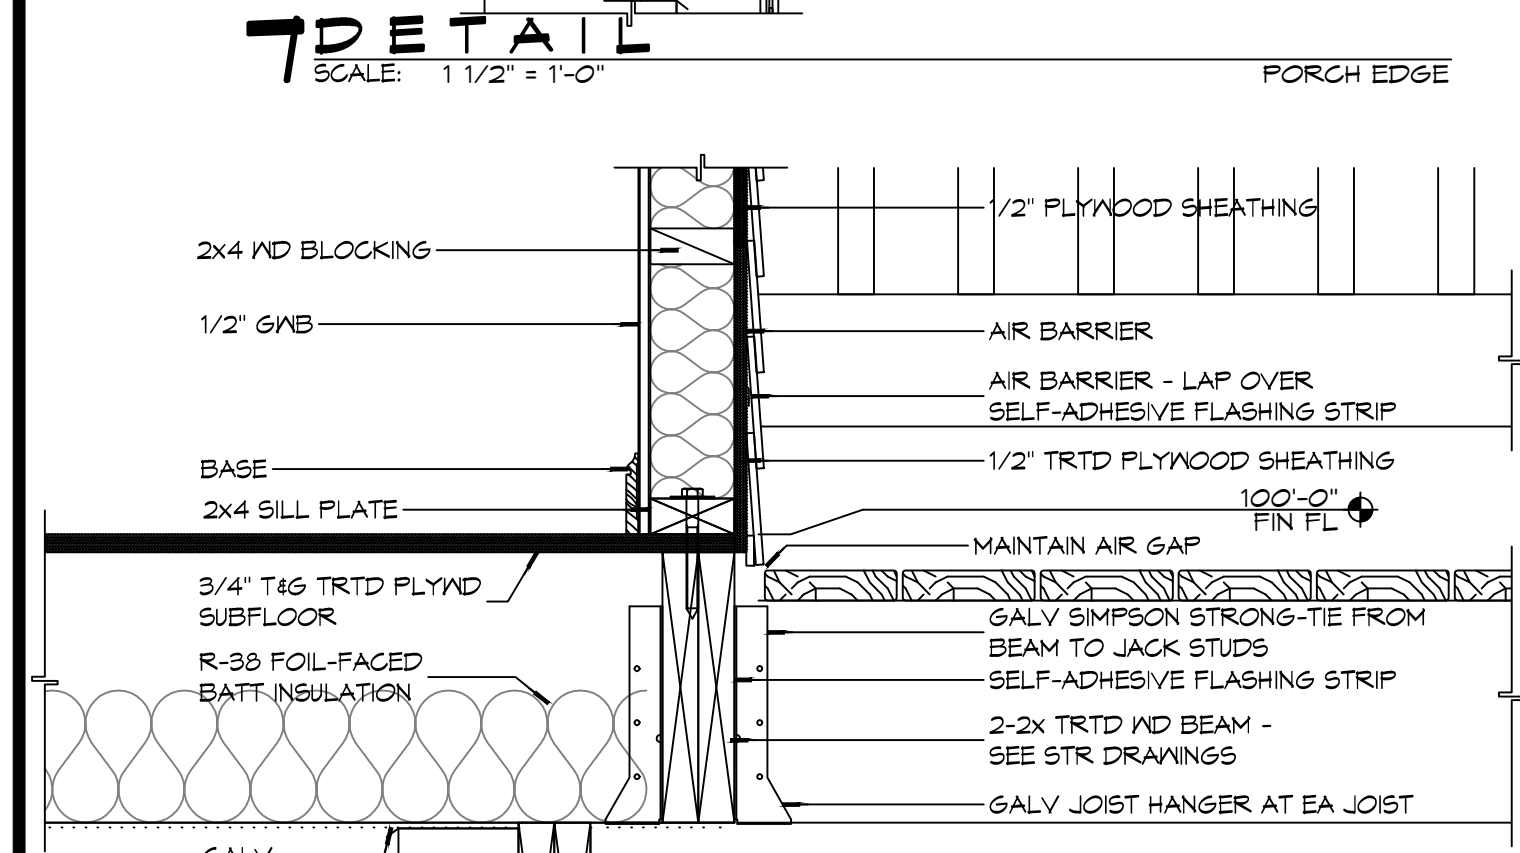 7 DETAIL
SCALE: 1 1/2" = 1'-0"
PORCH EDGE
1/2" PLYWOOD SHEATHING
2x4 WD BLOCKING
1/2" GWB
AIR BARRIER
AIR BARRIER - LAP OVER
SELF-ADHESIVE FLASHING STRIP
BASE
1/2" TRTD PLYWOOD SHEATHING
2x4 SILL PLATE
100'-0"
FIN FL
MAINTAIN AIR GAP
3/4" T&G TRTD PLYWD
SUBFLOOR
GALV SIMPSON STRONG-TIE FROM
BEAM TO JACK STUDS
R-38 FOIL-FACED
BATT INSULATION
SELF-ADHESIVE FLASHING STRIP
2-2x TRTD WD BEAM -
SEE STR DRAWINGS
GALV JOIST HANGER AT EA JOIST
GALV